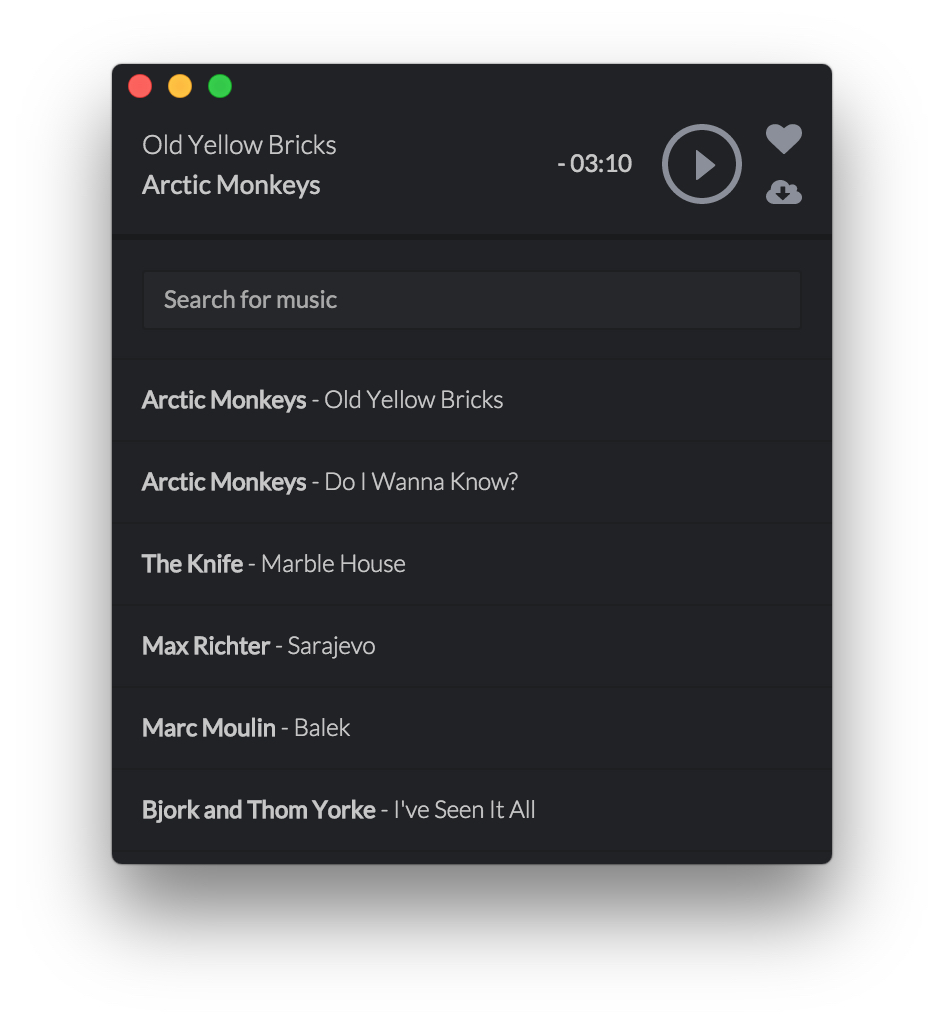 Old Yellow Bricks
Arctic Monkeys
- 03:10
Search for music
Arctic Monkeys - Old Yellow Bricks
Arctic Monkeys - Do I Wanna Know?
The Knife - Marble House
Max Richter - Sarajevo
Marc Moulin - Balek
Bjork and Thom Yorke - I've Seen It All